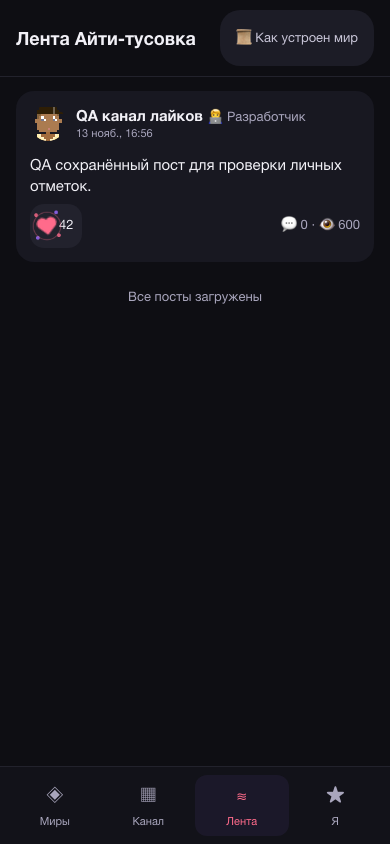 Лента Айти-тусовка
Как устроен мир
QA канал лайков Разработчик
13 нояб., 16:56
QA сохранённый пост для проверки личных
отметок.
42
0 · 600
Все посты загружены
Миры
Канал
Лента
Я